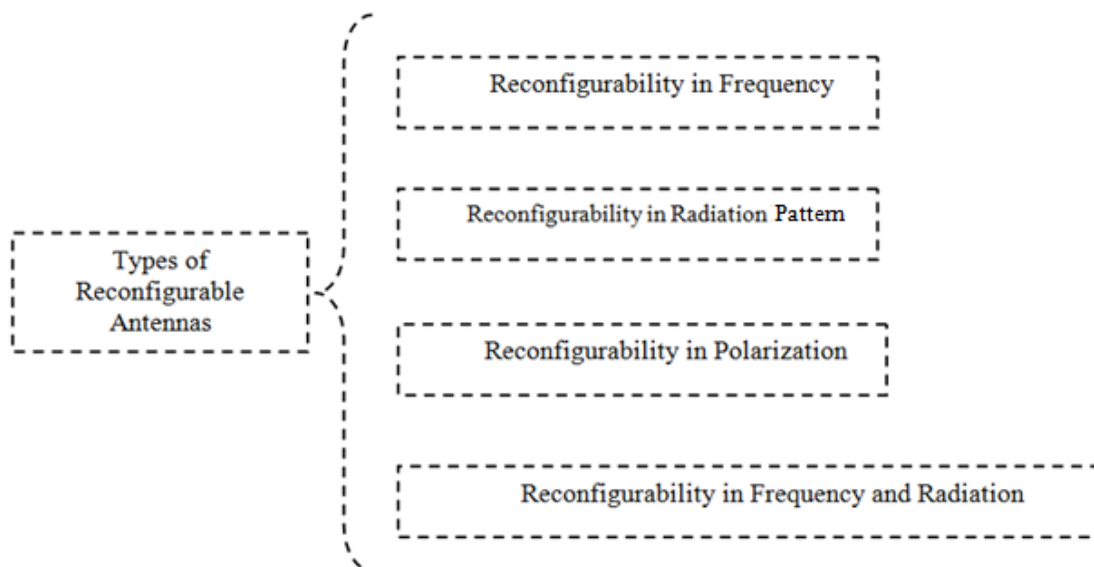 Types of
Reconfigurable
Antennas
Reconfigurability in Frequency
Reconfigurability in Radiation Pattern
Reconfigurability in Polarization
Reconfigurability in Frequency and Radiation